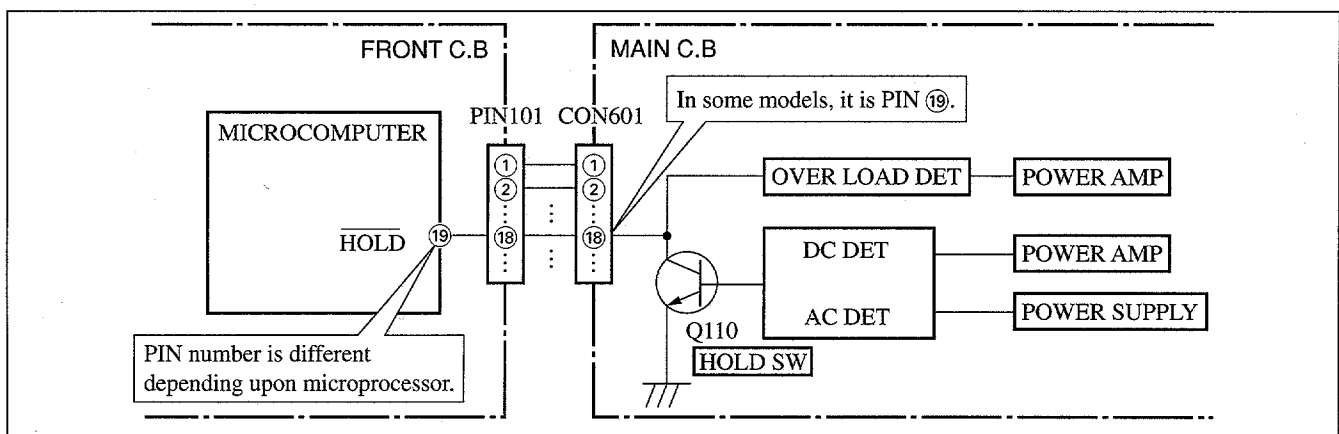 FRONT C.B
MAIN C.B
In some models, it is PIN ⑲.
PIN101
CON601
MICROCOMPUTER
①
①
②
②
HOLD
⑲
⑱
⑱
OVER LOAD DET
POWER AMP
DC DET
POWER AMP
AC DET
POWER SUPPLY
Q110
HOLD SW
PIN number is different
depending upon microprocessor.